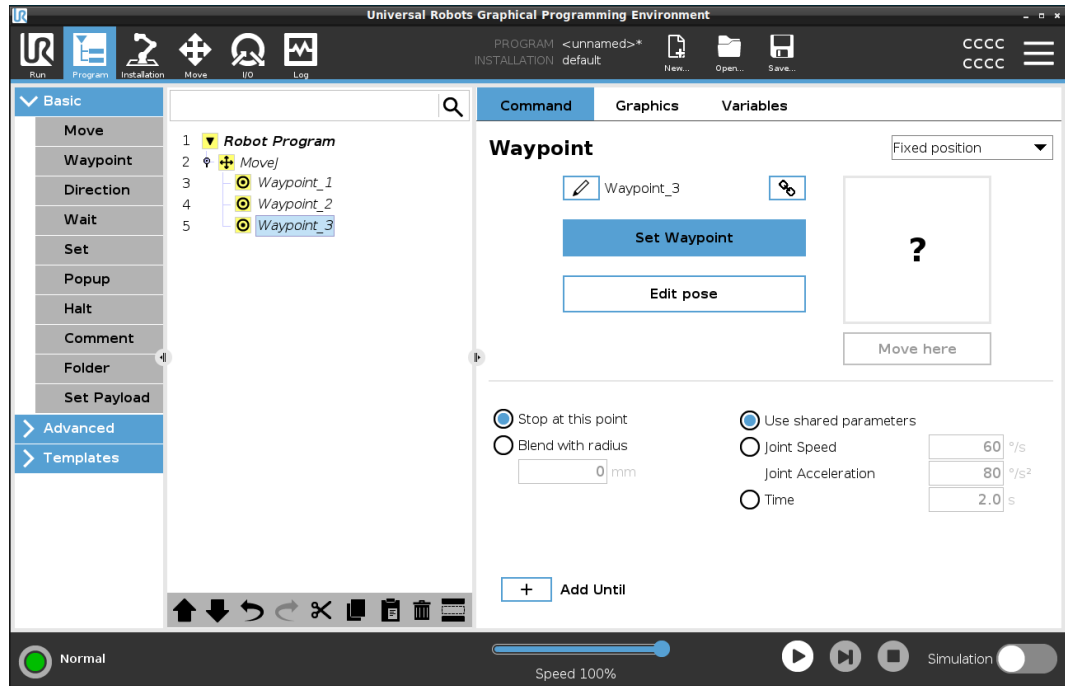 Universal Robots Graphical Programming Environment
UR
Run
Program
Installation
Move
I/O
Log
PROGRAM <unnamed>*
INSTALLATION default
New...
Open...
Save...
CCCC
CCCC
Basic
Move
Waypoint
Direction
Wait
Set
Popup
Halt
Comment
Folder
Set Payload
Advanced
Templates
1 Robot Program
2 MoveJ
3 Waypoint_1
4 Waypoint_2
5 Waypoint_3
Command Graphics Variables
Waypoint
Fixed position
Waypoint_3
Set Waypoint
Edit pose
?
Move here
Stop at this point
Blend with radius
0 mm
Use shared parameters
Joint Speed 60 °/s
Joint Acceleration 80 °/s²
Time 2.0 s
+ Add Until
Normal
Speed 100%
Simulation